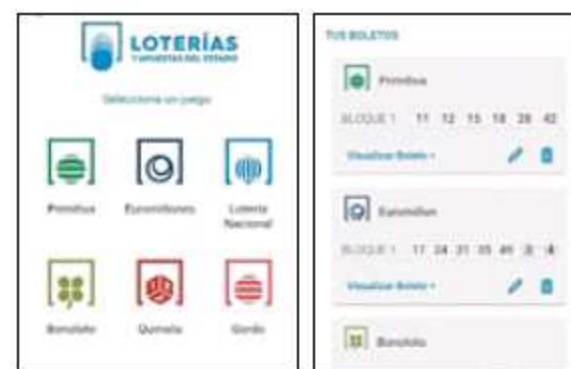 LOTERÍAS
Y APUESTAS DEL ESTADO
Selecciona un juego
Primitiva
Euromillones
Lotería
Nacional
Bonoloto
Quiniela
Gordo
TUS BOLETOS
Primitiva
BLOQUE 1 11 12 15 18 28 42
Visualizar Boleto
Euromillon
BLOQUE 1 17 24 31 35 49 3 4
Visualizar Boleto
Bonoloto